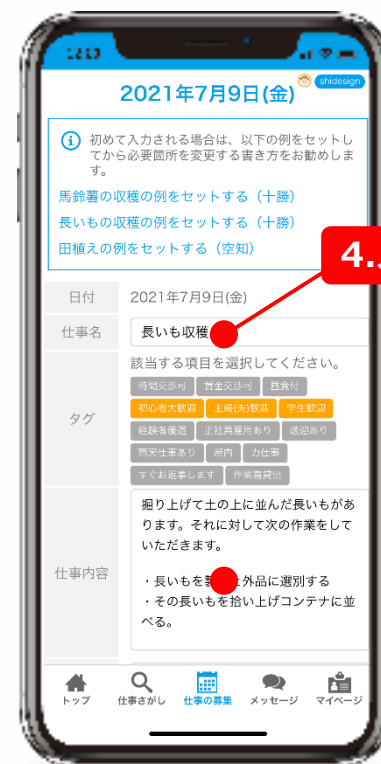 shidesign
2021年7月9日(金)
初めて入力される場合は、以下の例をセットし
てから必要箇所を変更する書き方をお勧めしま
す。
馬鈴薯の収穫の例をセットする（十勝）
長いもの収穫の例をセットする（十勝）
田植えの例をセットする（空知）
4.
日付 2021年7月9日(金)
仕事名 長いも収穫
該当する項目を選択してください。
タグ
時間交渉可 賃金交渉可 昼食付
初心者大歓迎 主婦(夫)歓迎 学生歓迎
経験者優遇 正社員雇用あり 送迎あり
雨天仕事あり 屋内 力仕事
すぐお返事します 作業着貸出
仕事内容
掘り上げて土の上に並んだ長いもがあ
ります。それに対して次の作業をして
いただきます。
・長いもを 外品に選別する
・その長いもを拾い上げコンテナに並
べる。
トップ 仕事さがし 仕事の募集 メッセージ マイページ